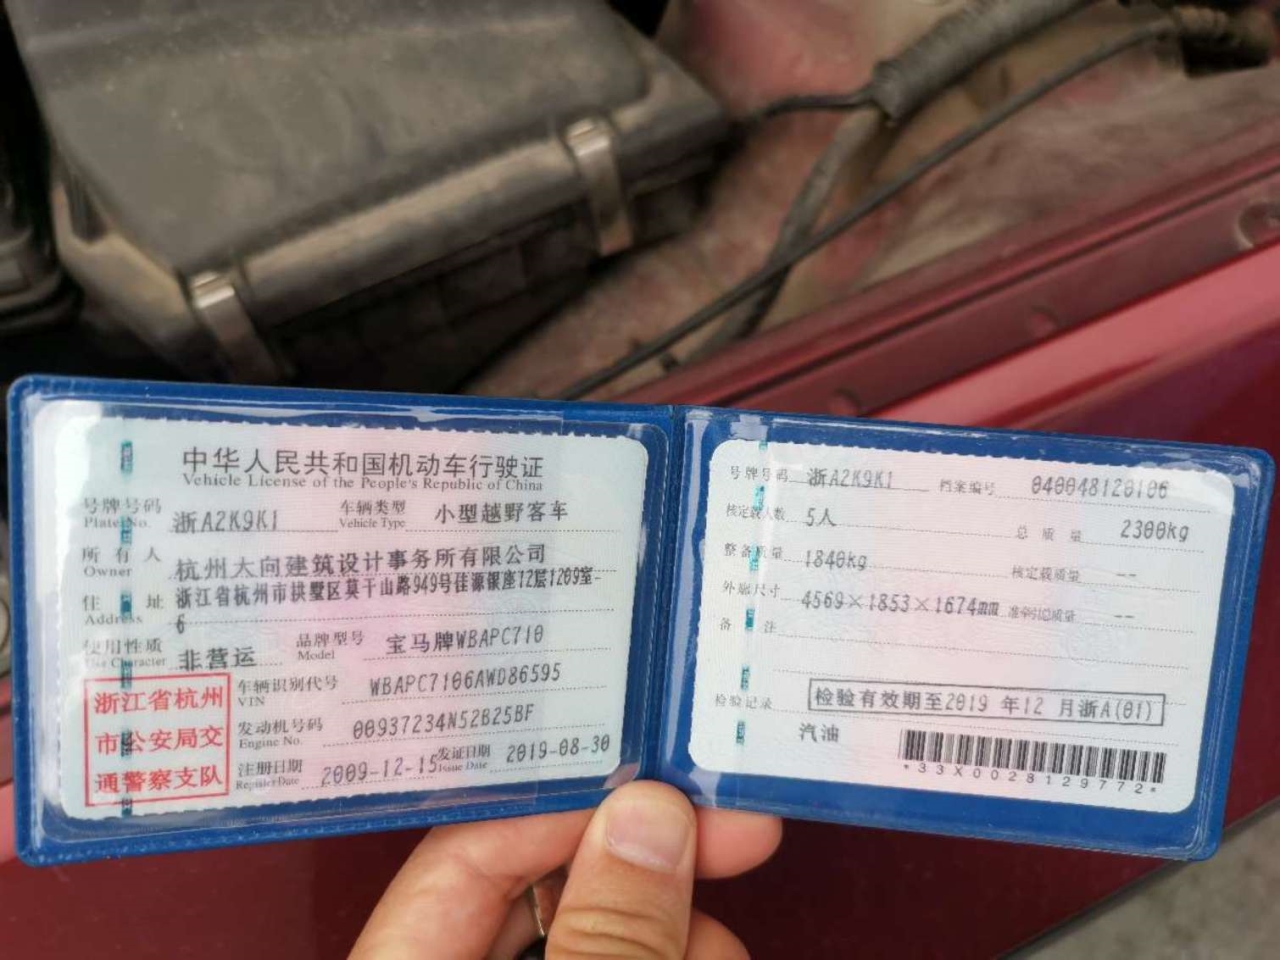 中华人民共和国机动车行驶证
Vehicle License of the People's Republic of China
号牌号码 浙A2K9K1 车辆类型 小型越野客车
Plate No. Vehicle Type
所有人 杭州大向建筑设计事务所有限公司
Owner
住址 浙江省杭州市拱墅区莫干山路949号佳源银座12层1209室-
Address 6
使用性质 非营运 品牌型号 宝马牌WBAPC710
Use Character Model
浙江省杭州
市公安局交
通警察支队
车辆识别代号 WBAPC7106AWD86595
VIN
发动机号码 00937234N52B25BF
Engine No.
注册日期 2009-12-15 发证日期 2019-08-30
Register Date Issue Date
号牌号码 浙A2K9K1 档案编号 040048120106
核定载人数 5人 总质量 2300kg
整备质量 1840kg 核定载质量 --
外廓尺寸 4569×1853×1674mm 准牵引总质量 --
备注
检验记录 检验有效期至2019 年12 月浙A(01)
汽油
*33X0028129772*